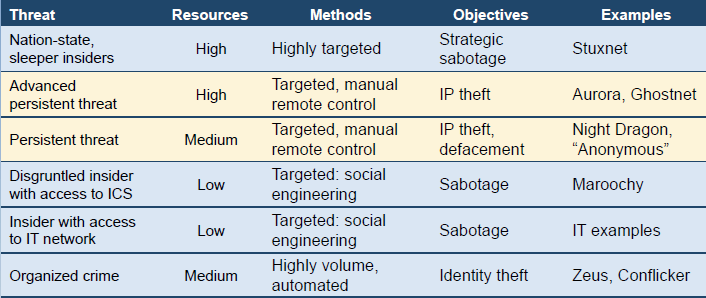 Threat Resources Methods Objectives Examples
Nation-state,
sleeper insiders High Highly targeted Strategic
sabotage Stuxnet
Advanced
persistent threat High Targeted, manual
remote control IP theft Aurora, Ghostnet
Persistent threat Medium Targeted, manual
remote control IP theft,
defacement Night Dragon,
“Anonymous”
Disgruntled insider
with access to ICS Low Targeted: social
engineering Sabotage Maroochy
Insider with access
to IT network Low Targeted: social
engineering Sabotage IT examples
Organized crime Medium Highly volume,
automated Identity theft Zeus, Conflicker